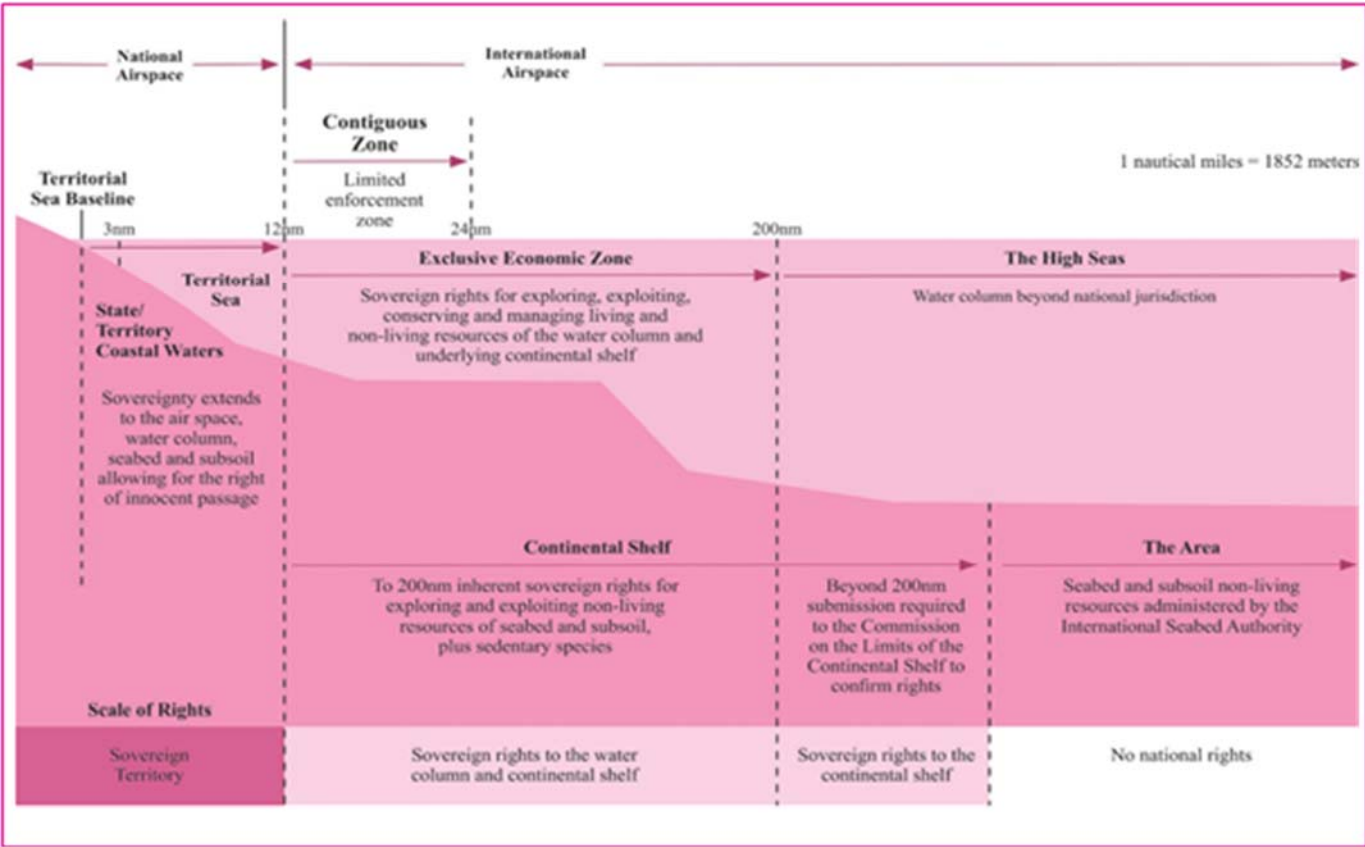 National
Airspace
International
Airspace
Contiguous
Zone
1 nautical miles = 1852 meters
Limited
enforcement
zone
Territorial
Sea Baseline
3nm
12nm
24nm
200nm
Territorial
Sea
Exclusive Economic Zone
Sovereign rights for exploring, exploiting,
conserving and managing living and
non-living resources of the water column and
underlying continental shelf
The High Seas
Water column beyond national jurisdiction
State/
Territory
Coastal Waters
Sovereignty extends
to the air space,
water column,
seabed and subsoil
allowing for the right
of innocent passage
Continental Shelf
To 200nm inherent sovereign rights for
exploring and exploiting non-living
resources of seabed and subsoil,
plus sedentary species
Beyond 200nm
submission required
to the Commission
on the Limits of the
Continental Shelf to
confirm rights
The Area
Seabed and subsoil non-living
resources administered by the
International Seabed Authority
Scale of Rights
Sovereign
Territory
Sovereign rights to the water
column and continental shelf
Sovereign rights to the
continental shelf
No national rights